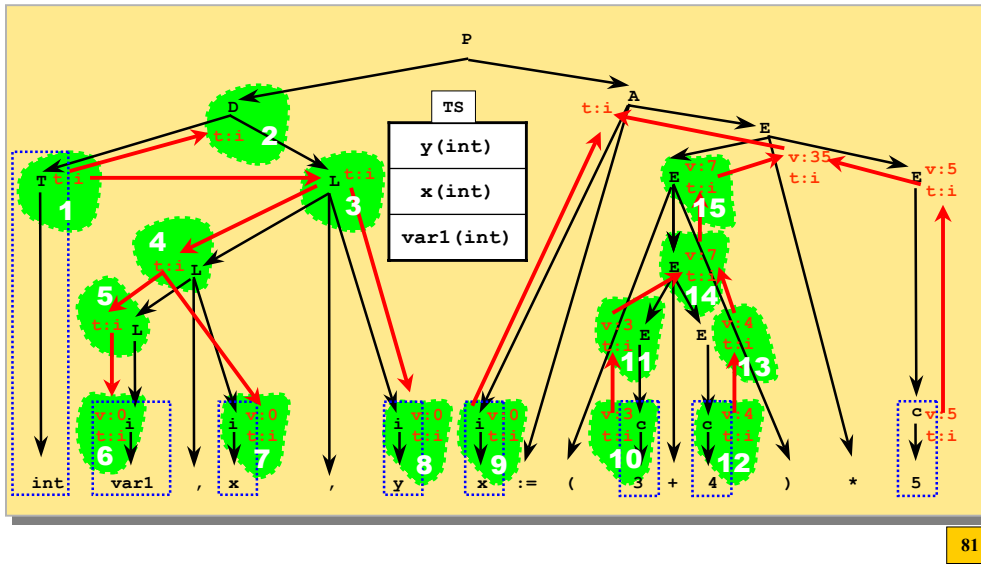 P
D
TS
t:i
A
t:i
2
y(int)
E
T
t:i
L
t:i
E
v:7
t:i
v:35
t:i
E
v:5
t:i
1
3
x(int)
15
4
var1(int)
t:i
L
E
v:7
t:i
14
5
t:i
L
v:3
t:i
E
E
v:4
t:i
11
13
v:0
i
t:i
i
v:0
t:i
i
v:0
t:i
i
v:0
t:i
v:3
t:i
c
c
v:4
t:i
c
v:5
t:i
6
7
8
9
10
12
int var1 , x , y x := ( 3 + 4 ) * 5
81